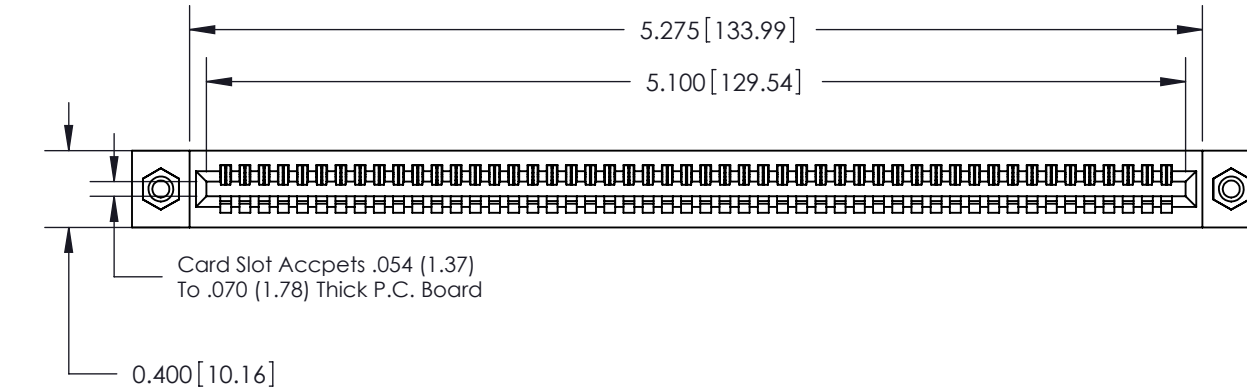 5.275[133.99]
5.100[129.54]
Card Slot Accpets .054 (1.37)
To .070 (1.78) Thick P.C. Board
0.400[10.16]